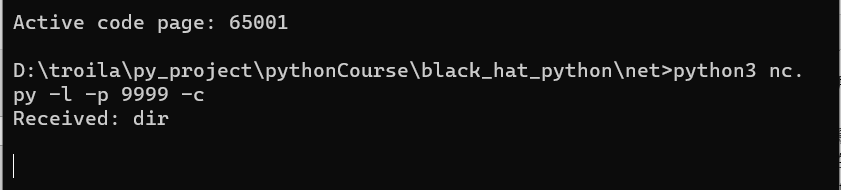 Active code page: 65001
D:\troila\py_project\pythonCourse\black_hat_python\net>python3 nc.
py -l -p 9999 -c
Received: dir